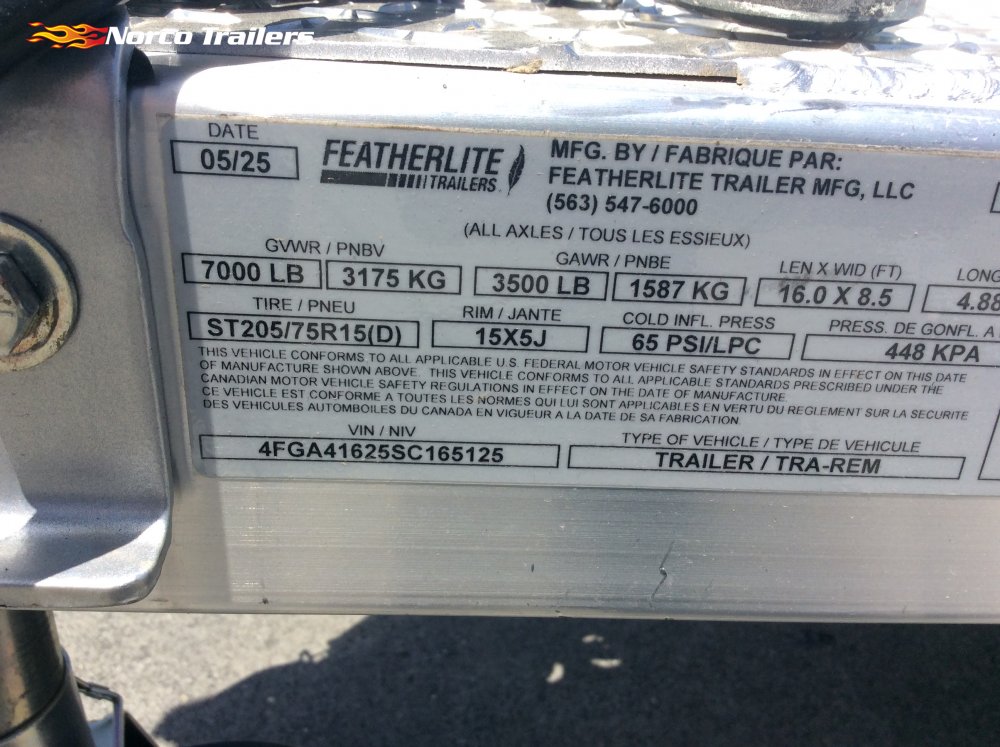 Norco Trailers
DATE
05/25
FEATHERLITE
TRAILERS
MFG. BY / FABRIQUE PAR:
FEATHERLITE TRAILER MFG, LLC
(563) 547-6000
(ALL AXLES / TOUS LES ESSIEUX)
GVWR / PNBV
GAWR / PNBE
LEN X WID (FT)
LONG
7000 LB
3175 KG
3500 LB
1587 KG
16.0 X 8.5
4.88
TIRE / PNEU
RIM / JANTE
COLD INFL. PRESS
PRESS. DE GONFL. A
ST205/75R15(D)
15X5J
65 PSI/LPC
448 KPA
THIS VEHICLE CONFORMS TO ALL APPLICABLE U.S. FEDERAL MOTOR VEHICLE SAFETY STANDARDS IN EFFECT ON THIS DATE
OF MANUFACTURE SHOWN ABOVE. THIS VEHICLE CONFORMS TO ALL APPLICABLE STANDARDS PRESCRIBED UNDER THE
CANADIAN MOTOR VEHICLE SAFETY REGULATIONS IN EFFECT ON THE DATE OF MANUFACTURE
CE VEHICLE EST CONFORME A TOUTES LES NORMES QUI LUI SONT APPLICABLES EN VERTU DU REGLEMENT SUR LA SECURITE
DES VEHICULES AUTOMBOILES DU CANADA EN VIGUEUR A LA DATE DE SA FABRICATION.
VIN / NIV
TYPE OF VEHICLE / TYPE DE VEHICULE
4FGA41625SC165125
TRAILER / TRA-REM